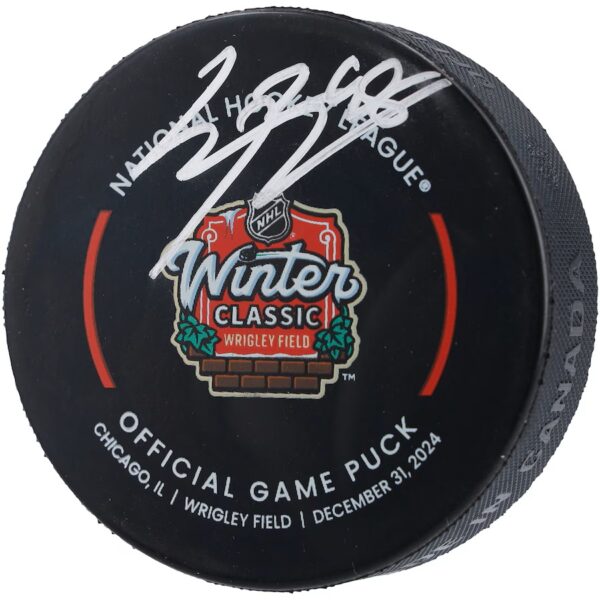 NATIONAL HOCKEY LEAGUE®
NHL
Winter
CLASSIC
WRIGLEY FIELD
™
OFFICIAL GAME PUCK
CHICAGO, IL | WRIGLEY FIELD | DECEMBER 31, 2024
IN CANADA